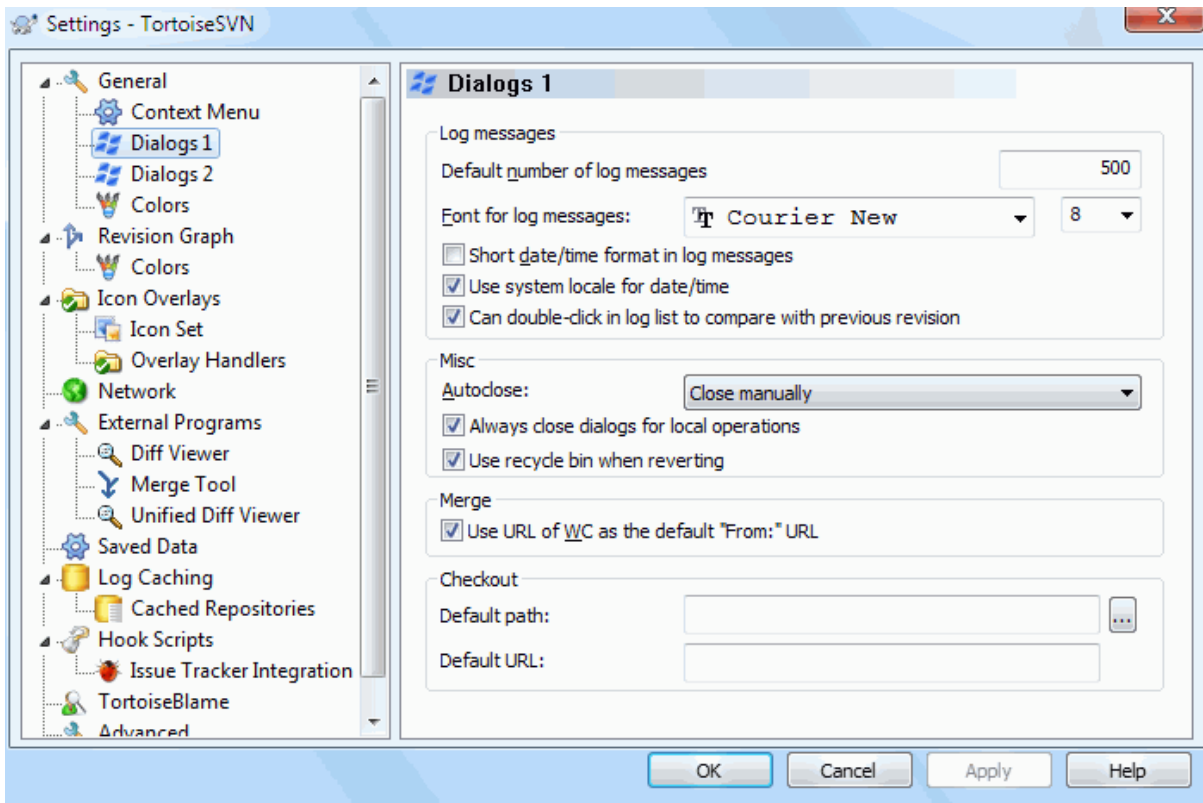 Settings - TortoiseSVN
General
Context Menu
Dialogs 1
Dialogs 2
Colors
Revision Graph
Colors
Icon Overlays
Icon Set
Overlay Handlers
Network
External Programs
Diff Viewer
Merge Tool
Unified Diff Viewer
Saved Data
Log Caching
Cached Repositories
Hook Scripts
Issue Tracker Integration
TortoiseBlame
Advanced
Dialogs 1
Log messages
Default number of log messages 500
Font for log messages: Courier New 8
Short date/time format in log messages
Use system locale for date/time
Can double-click in log list to compare with previous revision
Misc
Autoclose: Close manually
Always close dialogs for local operations
Use recycle bin when reverting
Merge
Use URL of WC as the default "From:" URL
Checkout
Default path: ...
Default URL:
OK Cancel Apply Help